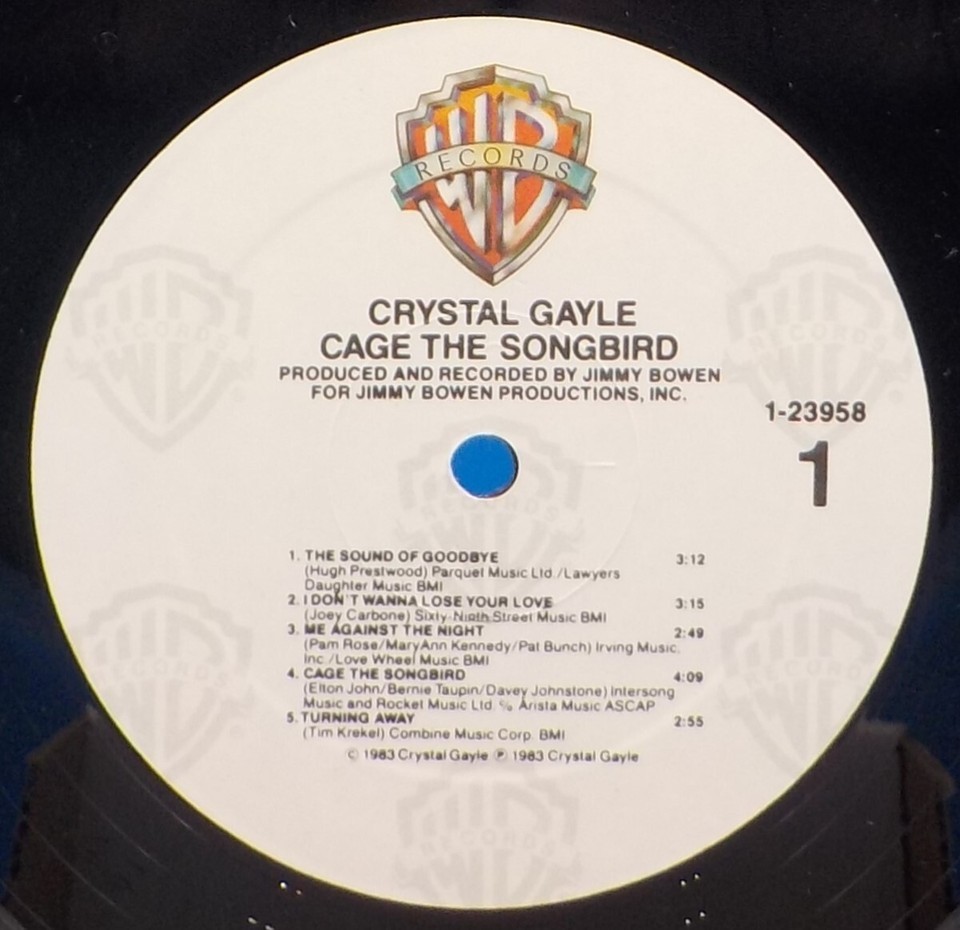 WB
RECORDS
CRYSTAL GAYLE
CAGE THE SONGBIRD
PRODUCED AND RECORDED BY JIMMY BOWEN
FOR JIMMY BOWEN PRODUCTIONS, INC.
1-23958
1
1. THE SOUND OF GOODBYE 3:12
(Hugh Prestwood) Parquet Music Ltd./Lawyers
Daughter Music BMI
2. I DON'T WANNA LOSE YOUR LOVE 3:15
(Joey Carbone) Sixty-Ninth Street Music BMI
3. ME AGAINST THE NIGHT 2:49
(Pam Rose/MaryAnn Kennedy/Pat Bunch) Irving Music,
Inc./Love Wheel Music BMI
4. CAGE THE SONGBIRD 4:09
(Elton John/Bernie Taupin/Davey Johnstone) Intersong
Music and Rocket Music Ltd. % Arista Music ASCAP
5. TURNING AWAY 2:55
(Tim Krekel) Combine Music Corp. BMI
© 1983 Crystal Gayle ℗ 1983 Crystal Gayle